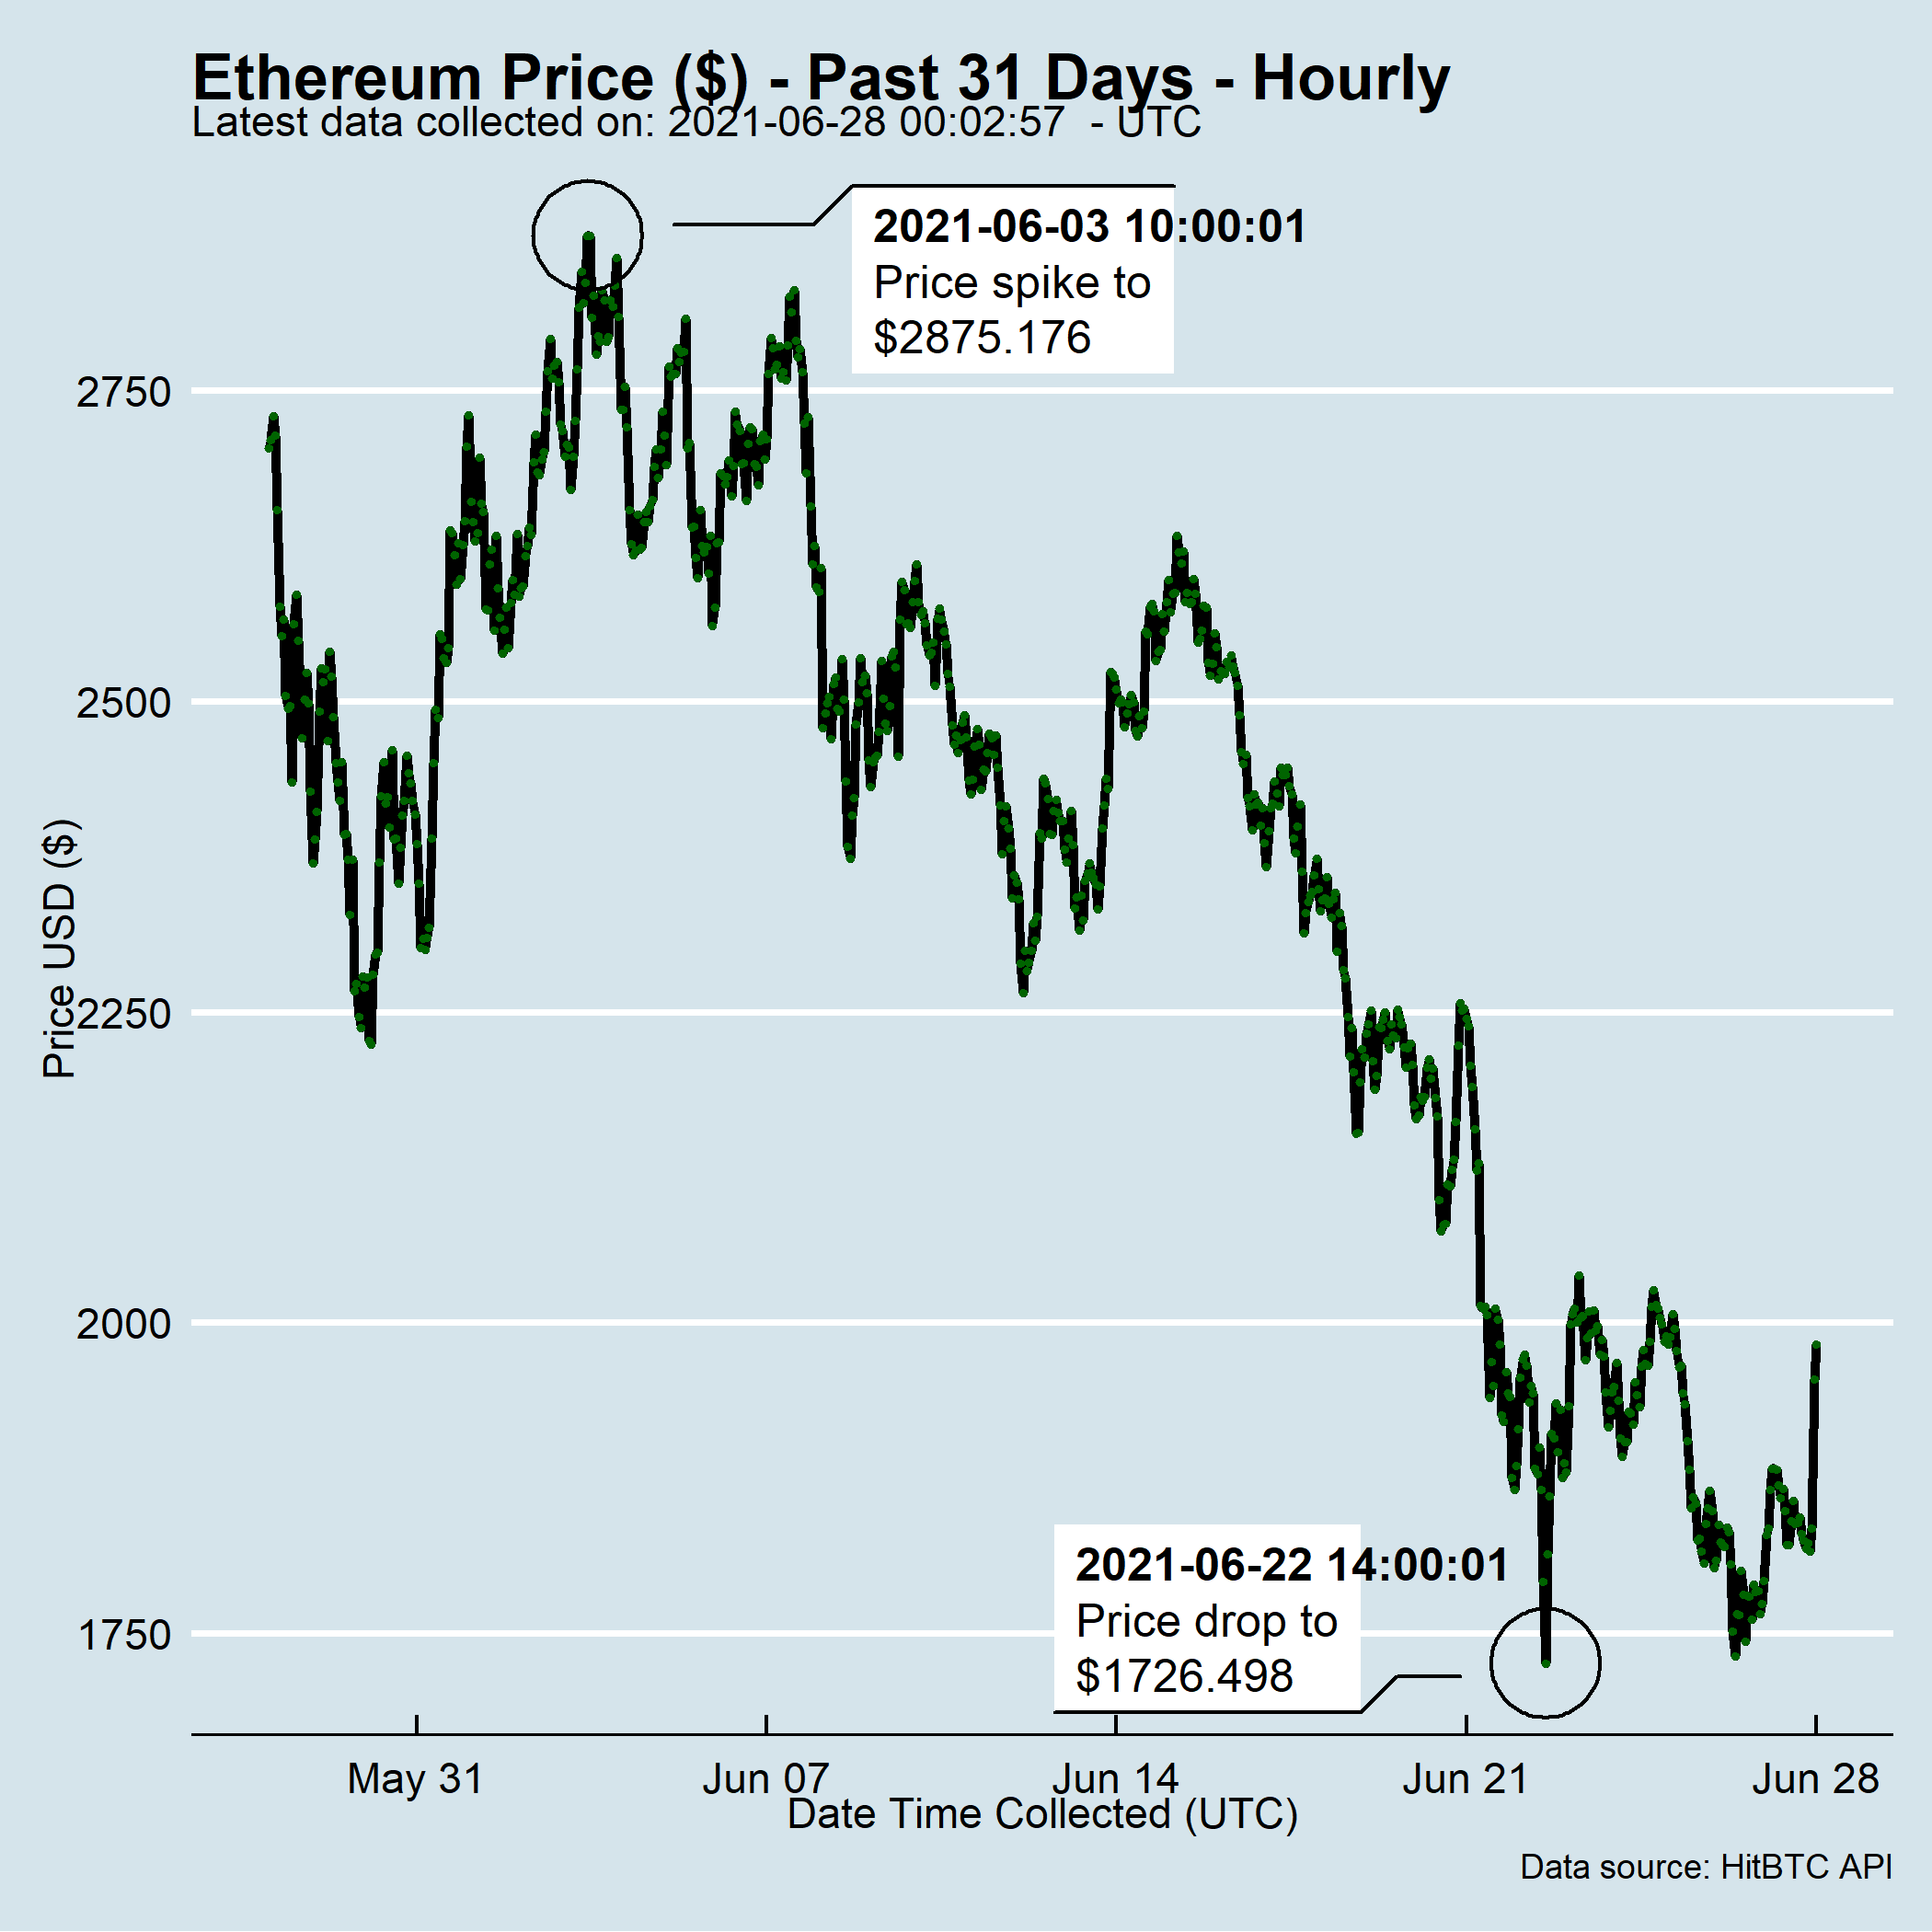 Ethereum Price ($) - Past 31 Days - Hourly
Latest data collected on: 2021-06-28 00:02:57  - UTC
2021-06-03 10:00:01
Price spike to
$2875.176
2750
2500
2250
2000
1750
Price USD ($)
2021-06-22 14:00:01
Price drop to
$1726.498
May 31
Jun 07
Jun 14
Jun 21
Jun 28
Date Time Collected (UTC)
Data source: HitBTC API